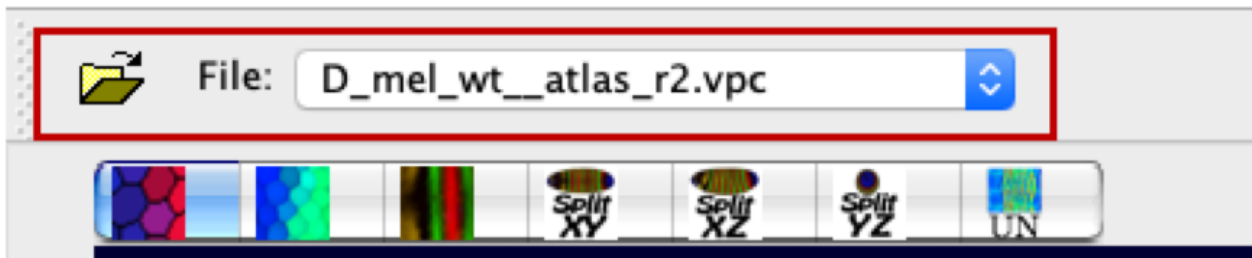 File: D_mel_wt__atlas_r2.vpc
Split Split Split
XY XZ YZ UN